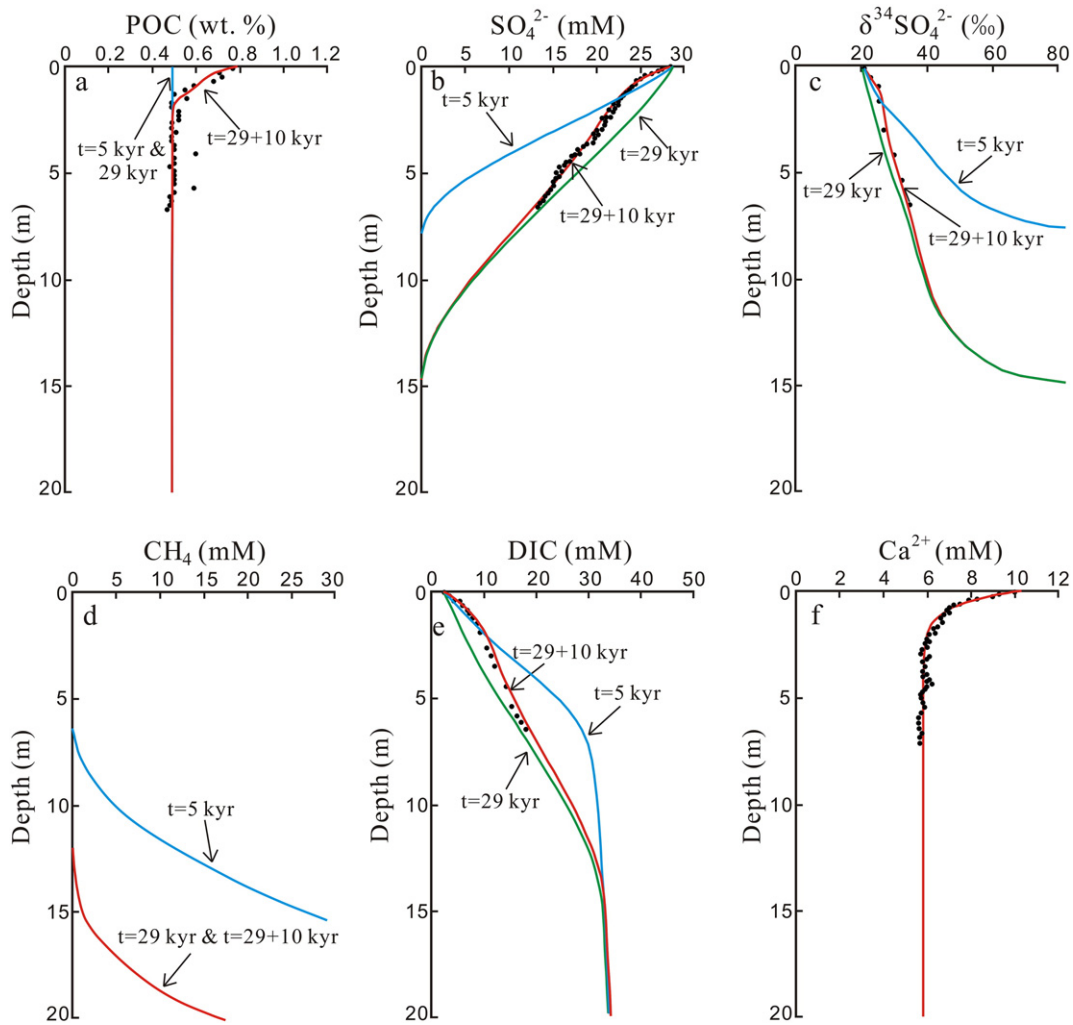 POC (wt. %)
0 0.2 0.4 0.6 0.8 1.0 1.2
0
5
10
15
20
Depth (m)
a
t=5 kyr &
29 kyr
t=29+10 kyr
SO₄²⁻ (mM)
0 5 10 15 20 25 30
0
5
10
15
20
Depth (m)
b
t=5 kyr
t=29 kyr
t=29+10 kyr
δ³⁴SO₄²⁻ (‰)
0 20 40 60 80
0
5
10
15
20
Depth (m)
c
t=5 kyr
t=29 kyr
t=29+10 kyr
CH₄ (mM)
0 5 10 15 20 25 30
0
5
10
15
20
Depth (m)
d
t=5 kyr
t=29 kyr & t=29+10 kyr
DIC (mM)
0 10 20 30 40 50
0
5
10
15
20
Depth (m)
e
t=29+10 kyr
t=5 kyr
t=29 kyr
Ca²⁺ (mM)
0 2 4 6 8 10 12
0
5
10
15
20
Depth (m)
f